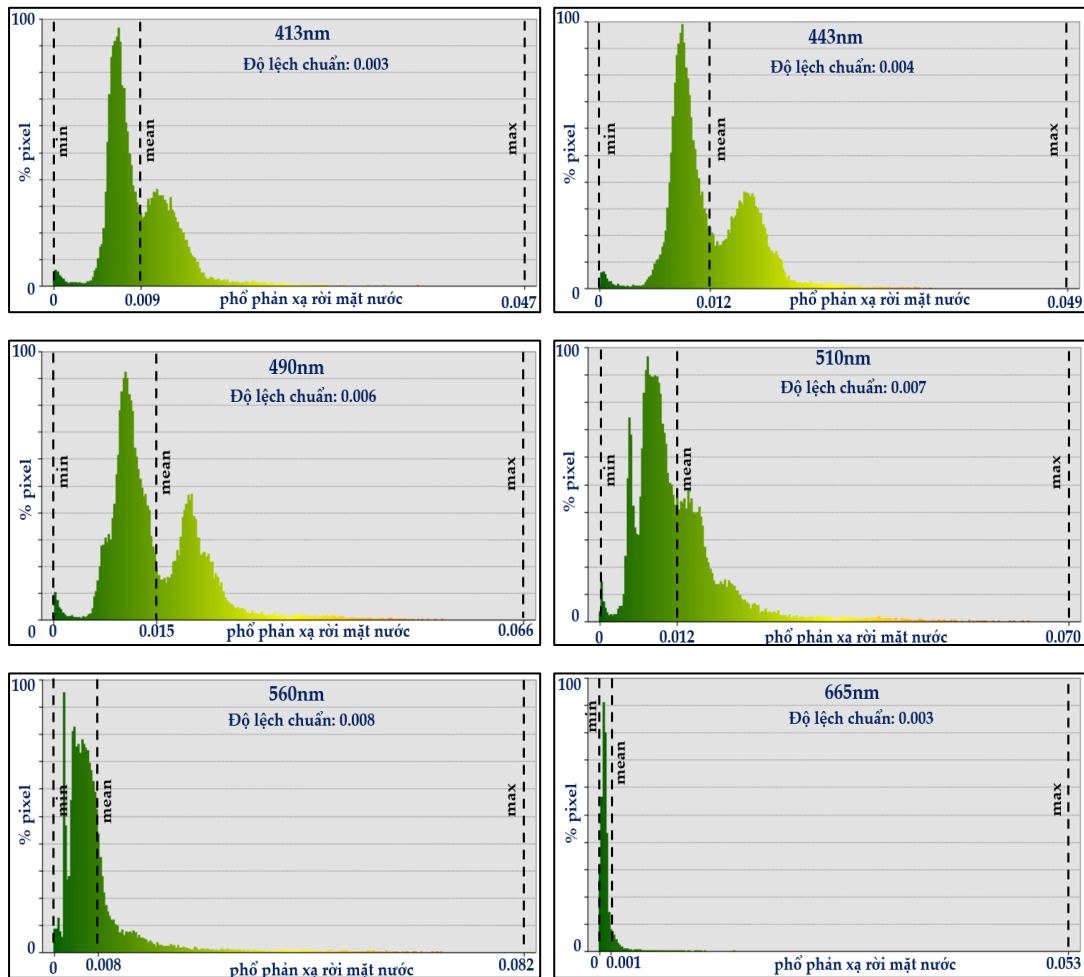 100
413nm
Độ lệch chuẩn: 0.003
% pixel
min
mean
max
0
0
0.009
phổ phản xạ rời mặt nước
0.047
100
443nm
Độ lệch chuẩn: 0.004
% pixel
min
mean
max
0
0
0.012
phổ phản xạ rời mặt nước
0.049
100
490nm
Độ lệch chuẩn: 0.006
% pixel
min
mean
max
0
0
0.015
phổ phản xạ rời mặt nước
0.066
100
510nm
Độ lệch chuẩn: 0.007
% pixel
min
mean
max
0
0
0.012
phổ phản xạ rời mặt nước
0.070
100
560nm
Độ lệch chuẩn: 0.008
% pixel
min
mean
max
0
0
0.008
phổ phản xạ rời mặt nước
0.082
100
665nm
Độ lệch chuẩn: 0.003
% pixel
min
mean
max
0
0
0.001
phổ phản xạ rời mặt nước
0.053